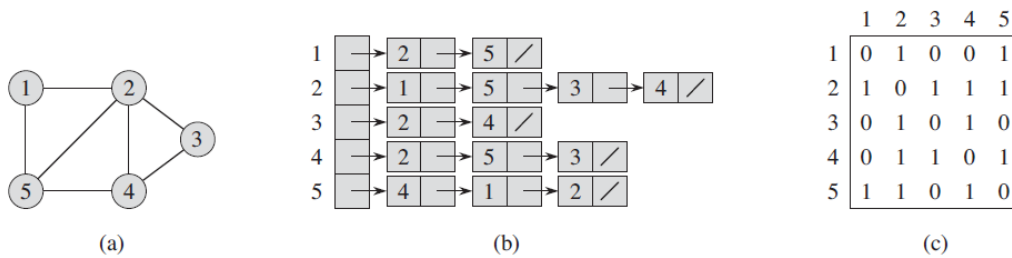 1 2 3 4 5
1 2 5 /
2 1 5 3 4 /
3 2 4 /
4 2 5 3 /
5 4 1 2 /
1 2
3
5 4
1 0 1 0 0 1
2 1 0 1 1 1
3 0 1 0 1 0
4 0 1 1 0 1
5 1 1 0 1 0
(a) (b) (c)